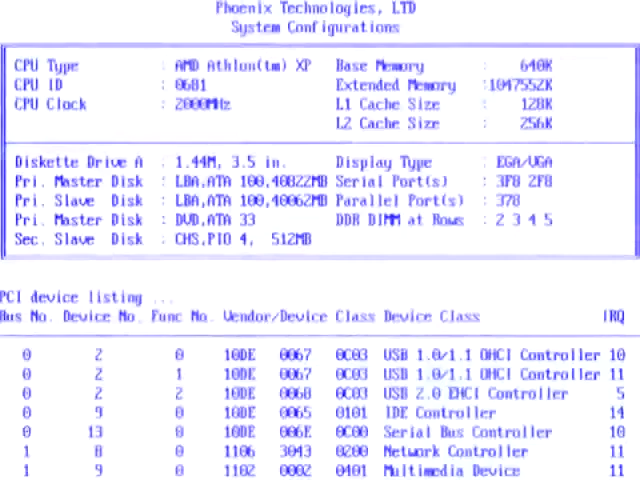 Phoenix Technologies, LTD
System Configurations
CPU Type : AMD Athlon(tm) XP Base Memory : 640K
CPU ID : 0681 Extended Memory :1047552K
CPU Clock : 2000MHz L1 Cache Size : 128K
L2 Cache Size : 256K
Diskette Drive A : 1.44M, 3.5 in. Display Type : EGA/VGA
Pri. Master Disk : LBA,ATA 100,40822MB Serial Port(s) : 3F8 2F8
Pri. Slave Disk : LBA,ATA 100,40062MB Parallel Port(s) : 378
Pri. Master Disk : DVD,ATA 33 DDR DIMM at Rows : 2 3 4 5
Sec. Slave Disk : CHS,PIO 4, 512MB
PCI device listing ...
Bus No. Device No. Func No. Vendor/Device Class Device Class IRQ
0 2 0 10DE 0067 0C03 USB 1.0/1.1 OHCI Controller 10
0 2 1 10DE 0067 0C03 USB 1.0/1.1 OHCI Controller 11
0 2 2 10DE 0068 0C03 USB 2.0 EHCI Controller 5
0 9 0 10DE 0065 0101 IDE Controller 14
0 13 0 10DE 006E 0C00 Serial Bus Controller 10
1 8 0 1106 3043 0200 Network Controller 11
1 9 0 1102 0002 0401 Multimedia Device 11